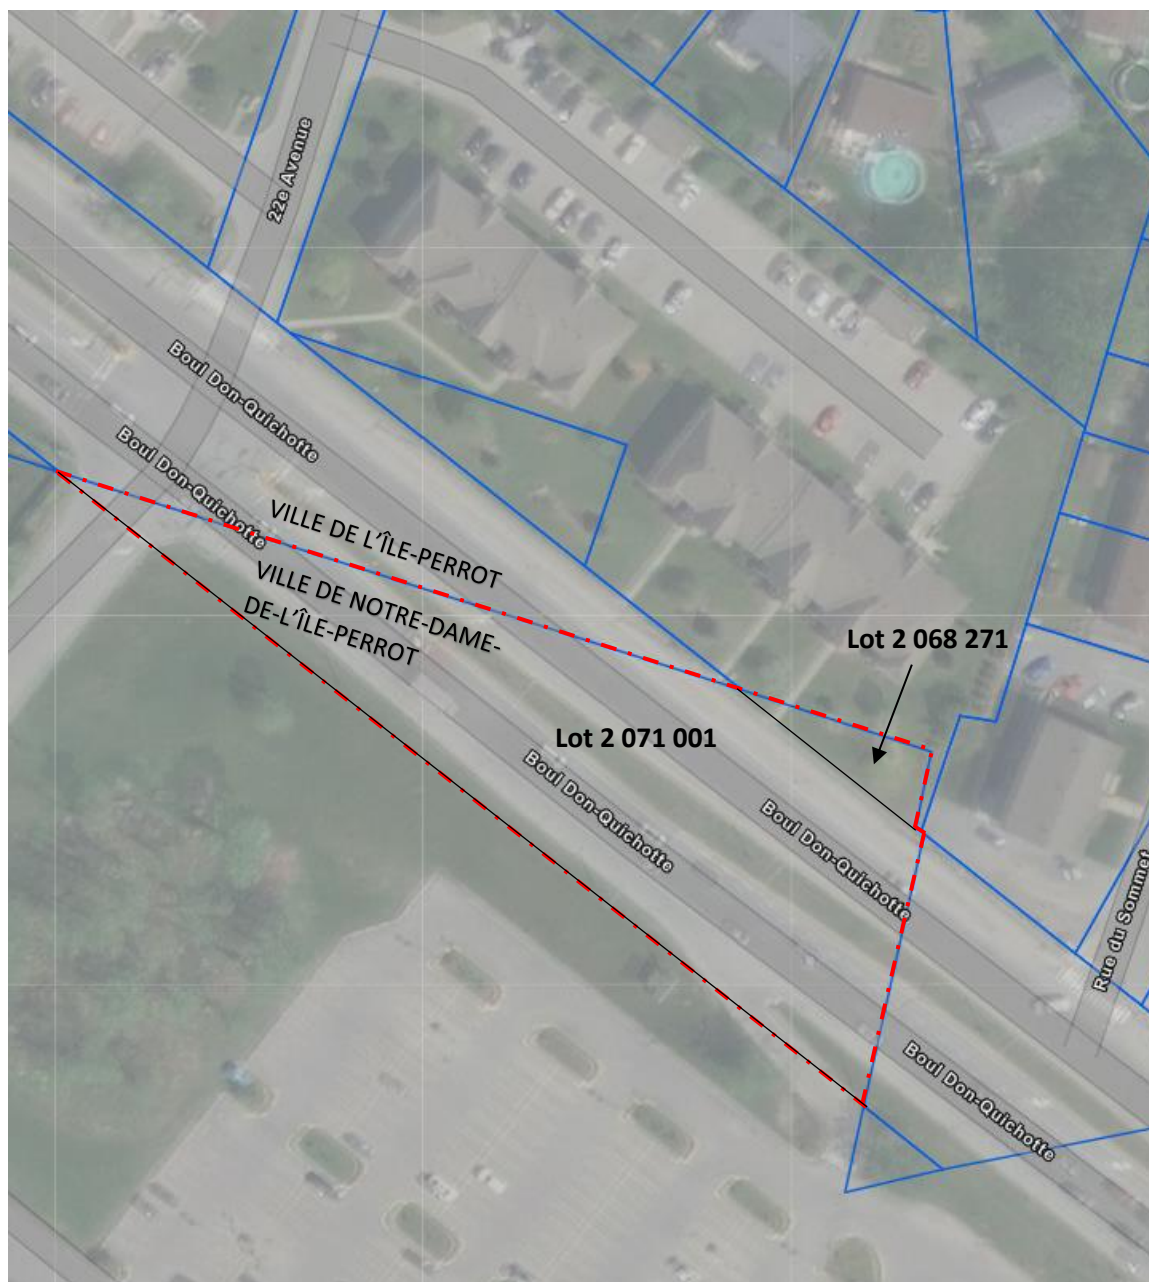 22e Avenue
Boul Don-Quichotte
Boul Don-Quichotte
VILLE DE L'ÎLE-PERROT
VILLE DE NOTRE-DAME-
DE-L'ÎLE-PERROT
Lot 2 068 271
Lot 2 071 001
Boul Don-Quichotte
Boul Don-Quichotte
Rue du Sommet
Boul Don-Quichotte